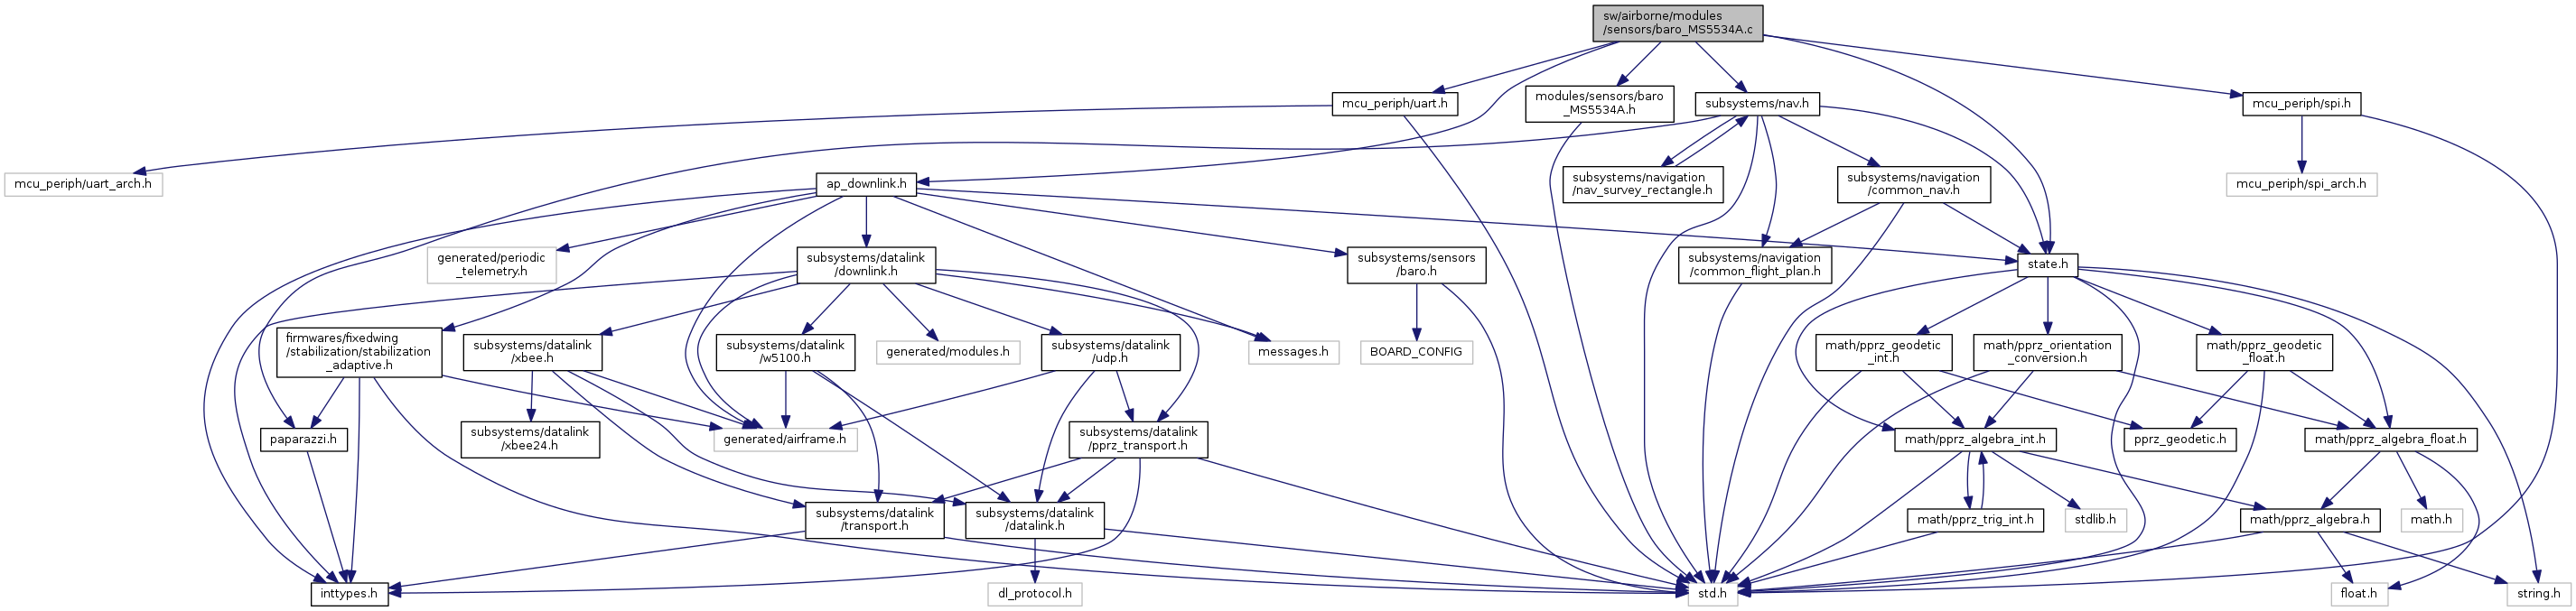 sw/airborne/modules
/sensors/baro_MS5534A.c
mcu_periph/uart.h
modules/sensors/baro
_MS5534A.h
subsystems/nav.h
mcu_periph/spi.h
mcu_periph/uart_arch.h
ap_downlink.h
subsystems/navigation
/nav_survey_rectangle.h
subsystems/navigation
/common_nav.h
mcu_periph/spi_arch.h
generated/periodic
_telemetry.h
subsystems/datalink
/downlink.h
subsystems/sensors
/baro.h
subsystems/navigation
/common_flight_plan.h
state.h
firmwares/fixedwing
/stabilization/stabilization
_adaptive.h
subsystems/datalink
/xbee.h
subsystems/datalink
/w5100.h
generated/modules.h
subsystems/datalink
/udp.h
messages.h
BOARD_CONFIG
math/pprz_geodetic
_int.h
math/pprz_orientation
_conversion.h
math/pprz_geodetic
_float.h
paparazzi.h
subsystems/datalink
/xbee24.h
generated/airframe.h
subsystems/datalink
/pprz_transport.h
math/pprz_algebra_int.h
pprz_geodetic.h
math/pprz_algebra_float.h
subsystems/datalink
/transport.h
subsystems/datalink
/datalink.h
math/pprz_trig_int.h
stdlib.h
math/pprz_algebra.h
math.h
inttypes.h
dl_protocol.h
std.h
float.h
string.h